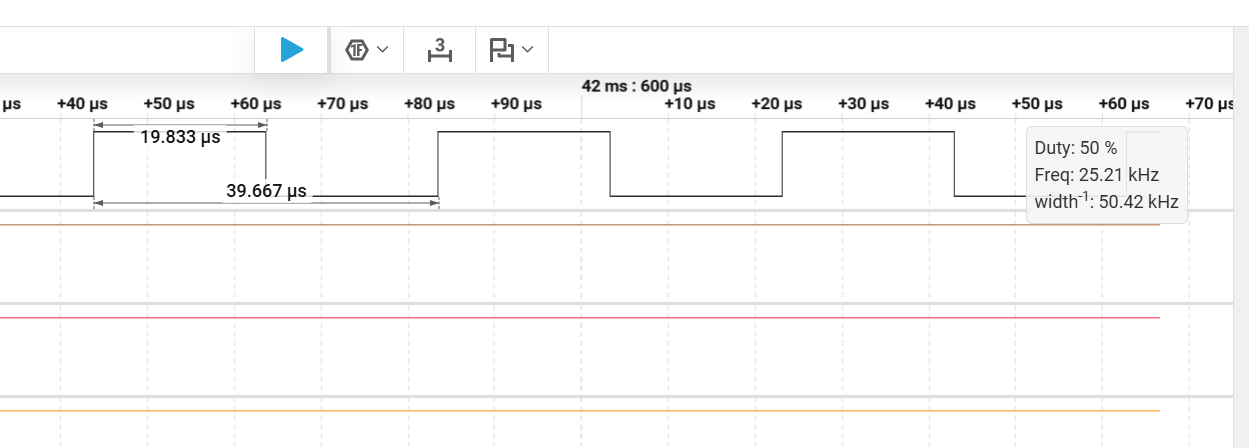 1F
3
42 ms : 600 µs
µs +40 µs +50 µs +60 µs +70 µs +80 µs +90 µs +10 µs +20 µs +30 µs +40 µs +50 µs +60 µs +70 µs
19.833 µs
39.667 µs
Duty: 50 %
Freq: 25.21 kHz
width⁻¹: 50.42 kHz